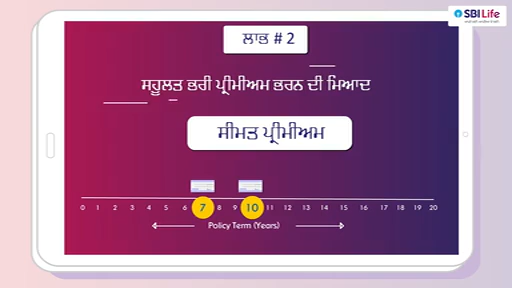 SBI Life
ਲਾਭ # 2
ਸਹੂਲਤ ਭਰੀ ਪ੍ਰੀਮੀਅਮ ਭਰਨ ਦੀ ਮਿਆਦ
ਸੀਮਤ ਪ੍ਰੀਮੀਅਮ
0 1 2 3 4 5 6 7 8 9 10 11 12 13 14 15 16 17 18 19 20
Policy Term (Years)